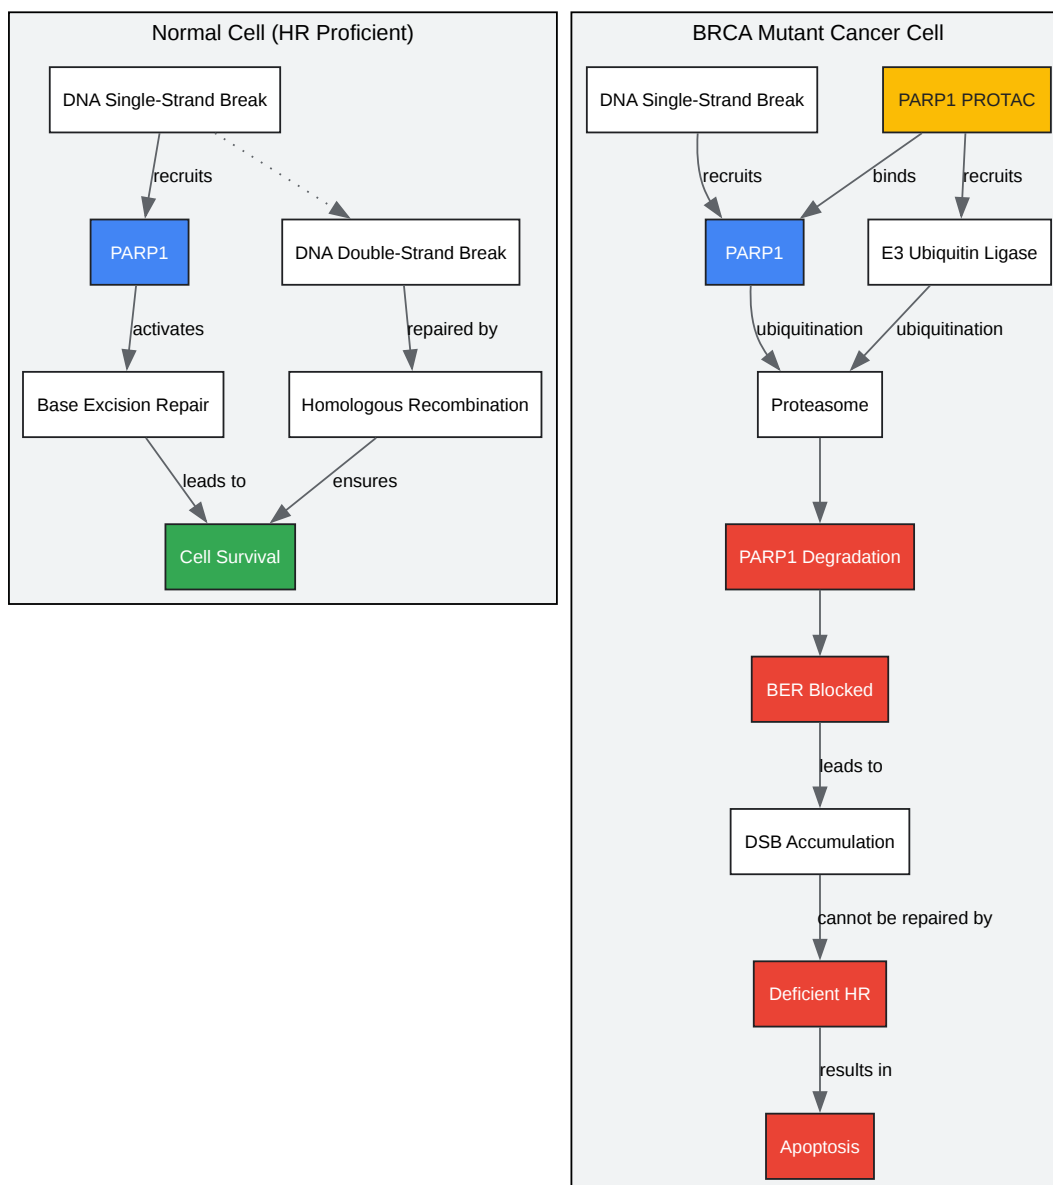 Normal Cell (HR Proficient)
DNA Single-Strand Break
recruits
PARP1
DNA Double-Strand Break
activates
repaired by
Base Excision Repair
Homologous Recombination
leads to
ensures
Cell Survival
BRCA Mutant Cancer Cell
DNA Single-Strand Break
PARP1 PROTAC
recruits
binds
recruits
PARP1
E3 Ubiquitin Ligase
ubiquitination
ubiquitination
Proteasome
PARP1 Degradation
BER Blocked
leads to
DSB Accumulation
cannot be repaired by
Deficient HR
results in
Apoptosis